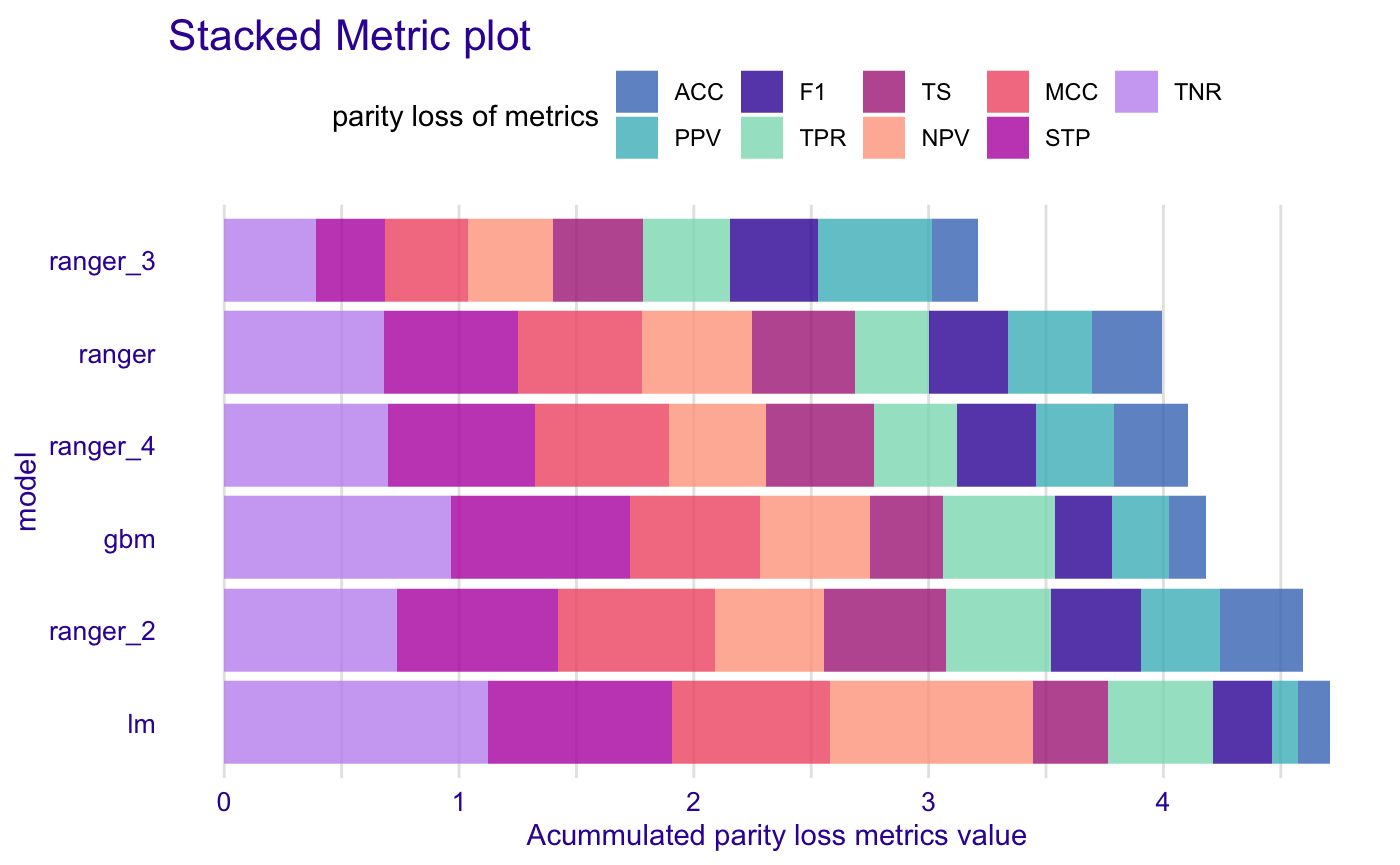 Stacked Metric plot
parity loss of metrics
ACC F1 TS MCC TNR
PPV TPR NPV STP
model
ranger_3
ranger
ranger_4
gbm
ranger_2
lm
0 1 2 3 4
Acummulated parity loss metrics value